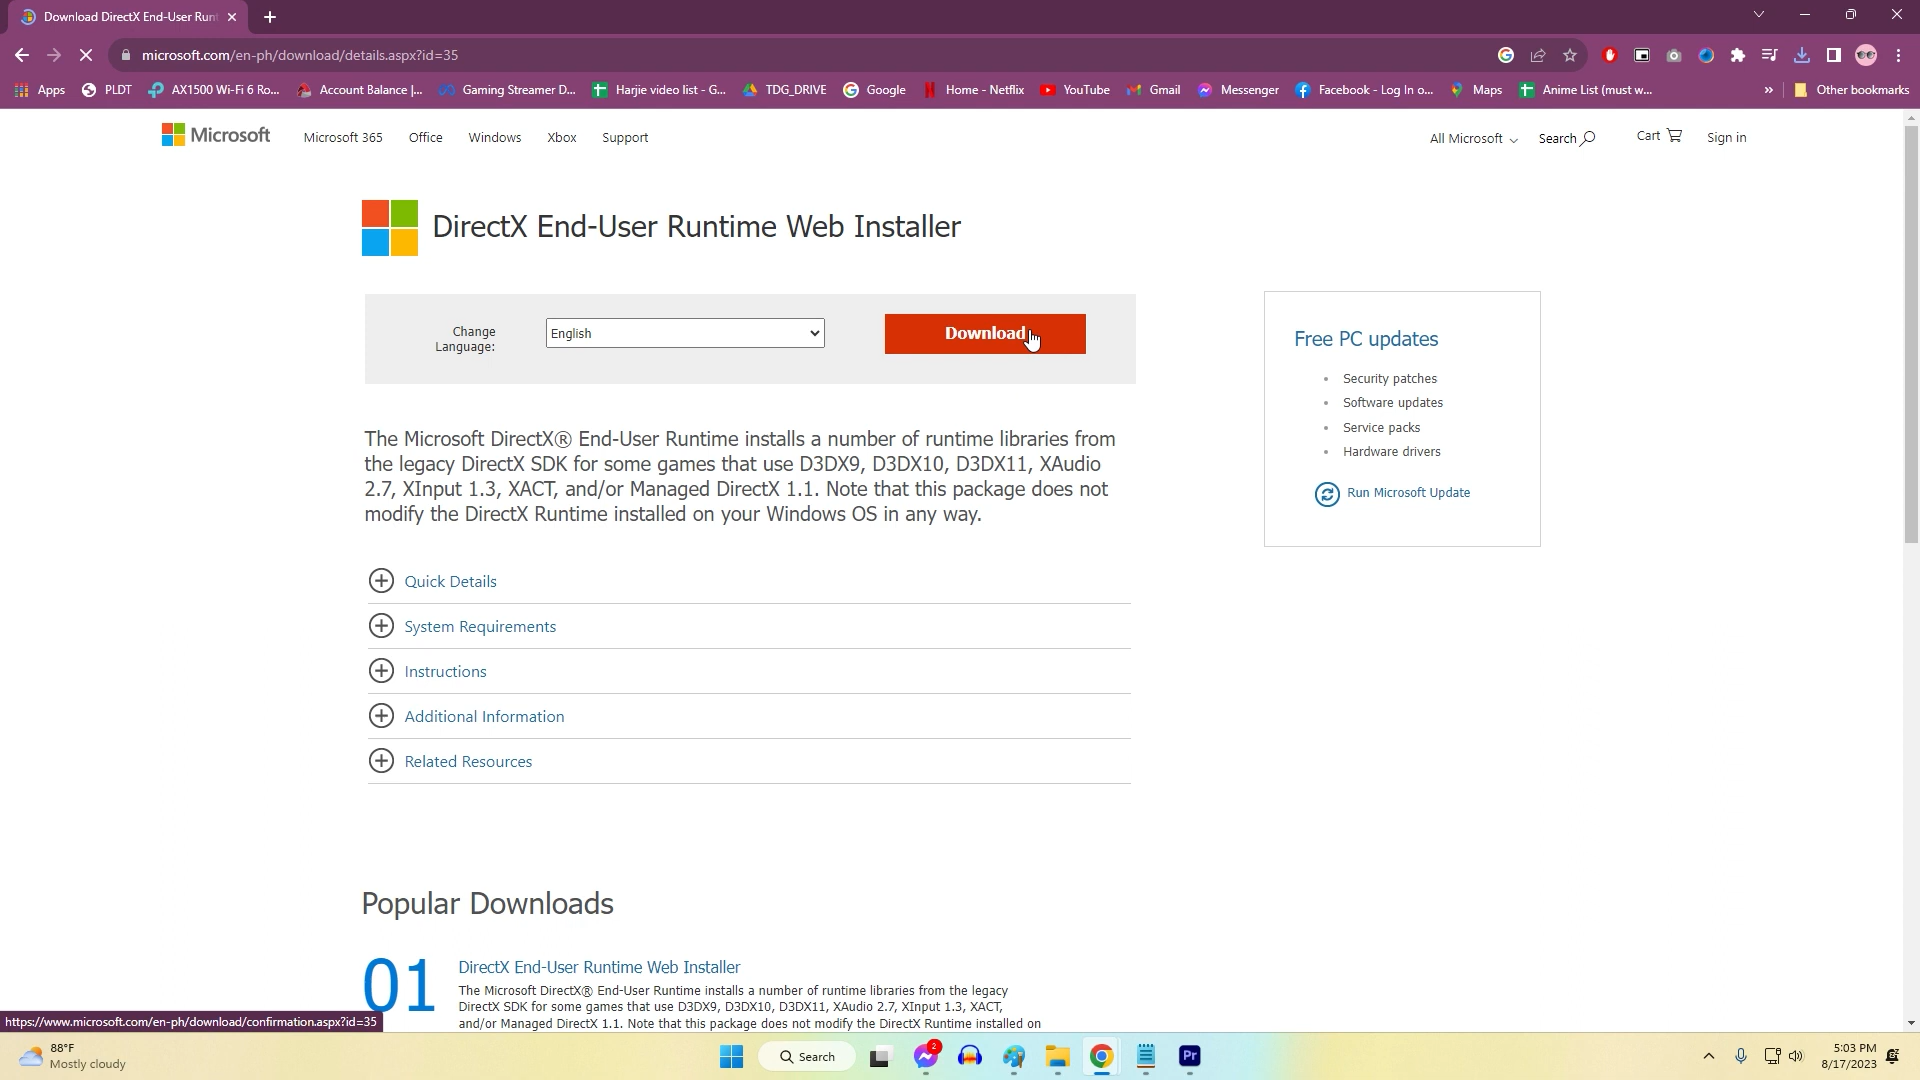 Download DirectX End-User Runt
microsoft.com/en-ph/download/details.aspx?id=35
Apps PLDT AX1500 Wi-Fi 6 Ro... Account Balance |... Gaming Streamer D... Harjie video list - G... TDG_DRIVE Google Home - Netflix YouTube Gmail Messenger Facebook - Log In o... Maps Anime List (must w... » Other bookmarks
Microsoft Microsoft 365 Office Windows Xbox Support All Microsoft Search Cart Sign in
DirectX End-User Runtime Web Installer
Change
Language:
English
Download
Free PC updates
Security patches
Software updates
Service packs
Hardware drivers
Run Microsoft Update
The Microsoft DirectX® End-User Runtime installs a number of runtime libraries from
the legacy DirectX SDK for some games that use D3DX9, D3DX10, D3DX11, XAudio
2.7, XInput 1.3, XACT, and/or Managed DirectX 1.1. Note that this package does not
modify the DirectX Runtime installed on your Windows OS in any way.
Quick Details
System Requirements
Instructions
Additional Information
Related Resources
Popular Downloads
01
DirectX End-User Runtime Web Installer
The Microsoft DirectX® End-User Runtime installs a number of runtime libraries from the legacy
DirectX SDK for some games that use D3DX9, D3DX10, D3DX11, XAudio 2.7, XInput 1.3, XACT,
and/or Managed DirectX 1.1. Note that this package does not modify the DirectX Runtime installed on
https://www.microsoft.com/en-ph/download/confirmation.aspx?id=35
88°F
Mostly cloudy
Search
2
Pr
5:03 PM
8/17/2023